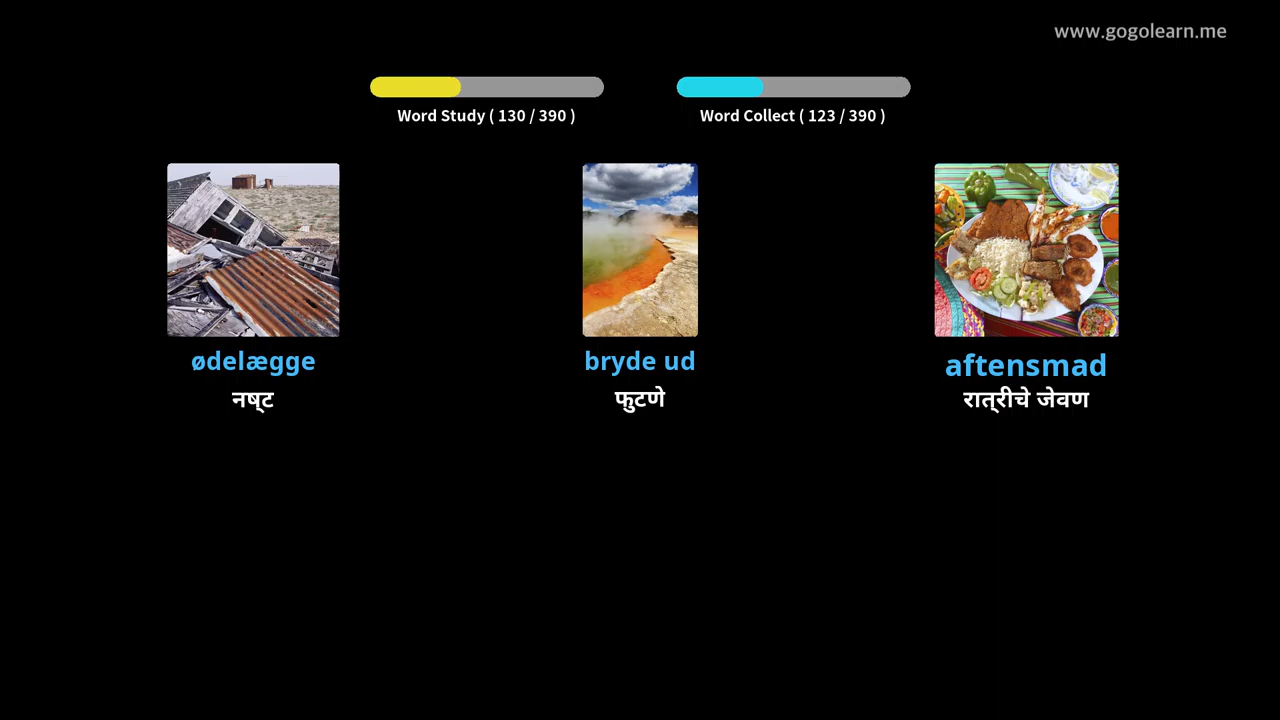 www.gogolearn.me
Word Study ( 130 / 390 )
Word Collect ( 123 / 390 )
ødelægge
bryde ud
aftensmad
नष्ट
फुटणे
रात्रीचे जेवण